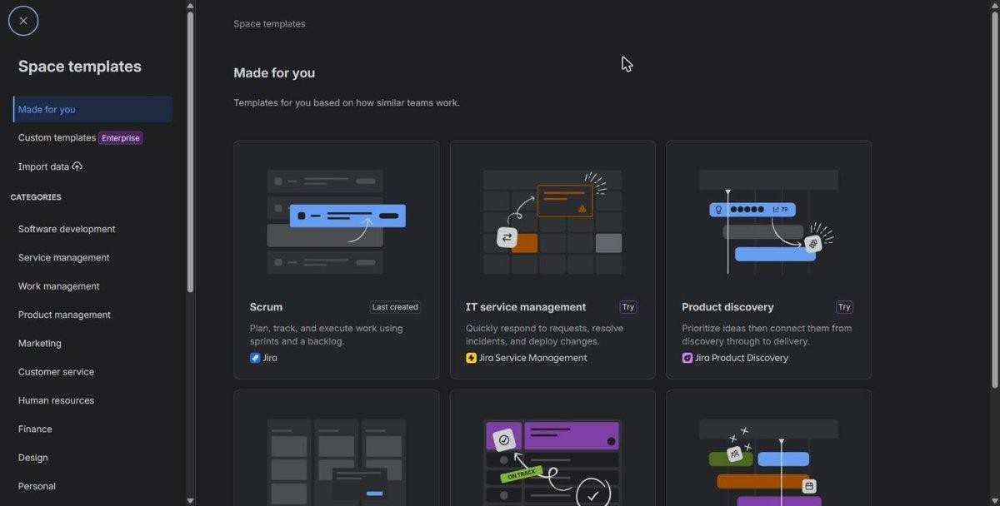 Space templates
Made for you
Custom templates Enterprise
Import data
CATEGORIES
Software development
Service management
Work management
Product management
Marketing
Customer service
Human resources
Finance
Design
Personal
Space templates
Made for you
Templates for you based on how similar teams work.
Scrum Last created
Plan, track, and execute work using
sprints and a backlog.
Jira
IT service management Try
Quickly respond to requests, resolve
incidents, and deploy changes.
Jira Service Management
79
Product discovery Try
Prioritize ideas then connect them from
discovery through to delivery.
Jira Product Discovery
ON TRACK